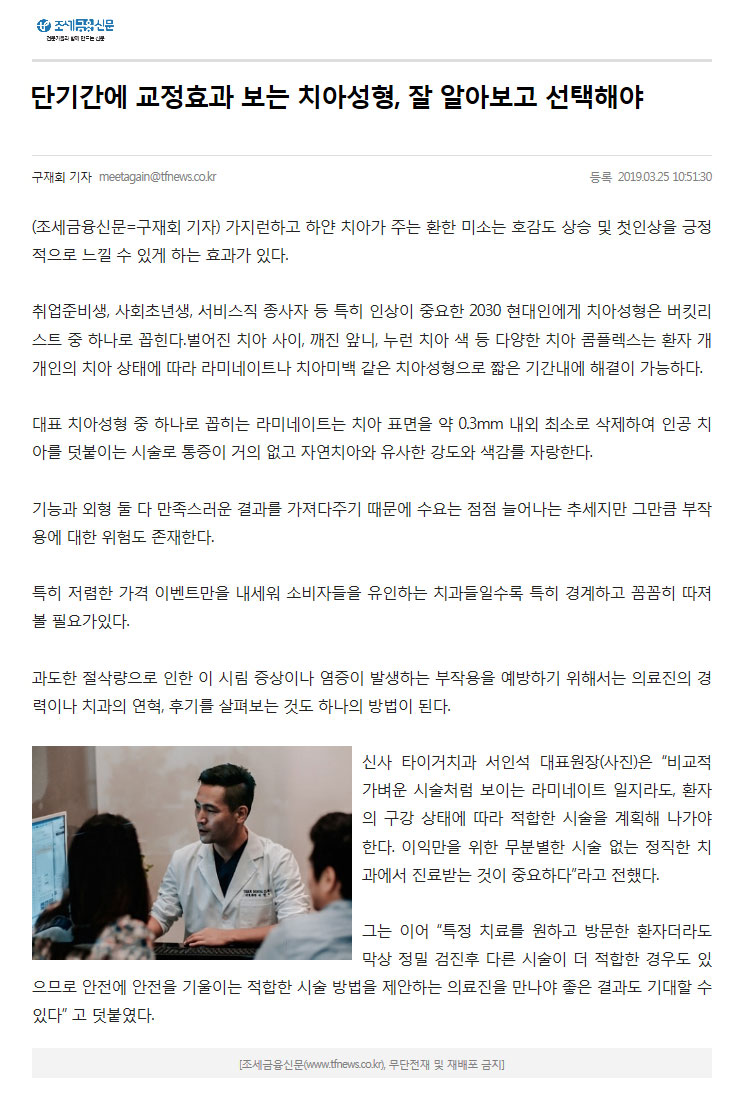 조세금융신문
전문가들이 함께 만드는 신문
단기간에 교정효과 보는 치아성형, 잘 알아보고 선택해야
구재회 기자 meetagain@tfnews.co.kr
등록 2019.03.25 10:51:30
(조세금융신문=구재회 기자) 가지런하고 하얀 치아가 주는 환한 미소는 호감도 상승 및 첫인상을 긍정
적으로 느낄 수 있게 하는 효과가 있다.
취업준비생, 사회초년생, 서비스직 종사자 등 특히 인상이 중요한 2030 현대인에게 치아성형은 버킷리
스트 중 하나로 꼽힌다.벌어진 치아 사이, 깨진 앞니, 누런 치아 색 등 다양한 치아 콤플렉스는 환자 개
개인의 치아 상태에 따라 라미네이트나 치아미백 같은 치아성형으로 짧은 기간내에 해결이 가능하다.
대표 치아성형 중 하나로 꼽히는 라미네이트는 치아 표면을 약 0.3mm 내외 최소로 삭제하여 인공 치
아를 덧붙이는 시술로 통증이 거의 없고 자연치아와 유사한 강도와 색감를 자랑한다.
기능과 외형 둘 다 만족스러운 결과를 가져다주기 때문에 수요는 점점 늘어나는 추세지만 그만큼 부작
용에 대한 위험도 존재한다.
특히 저렴한 가격 이벤트만을 내세워 소비자들을 유인하는 치과들일수록 특히 경계하고 꼼꼼히 따져
볼 필요가있다.
과도한 절삭량으로 인한 이 시림 증상이나 염증이 발생하는 부작용을 예방하기 위해서는 의료진의 경
력이나 치과의 연혁, 후기를 살펴보는 것도 하나의 방법이 된다.
신사 타이거치과 서인석 대표원장(사진)은 "비교적
가벼운 시술처럼 보이는 라미네이트 일지라도, 환자
의 구강 상태에 따라 적합한 시술을 계획해 나가야
한다. 이익만을 위한 무분별한 시술 없는 정직한 치
과에서 진료받는 것이 중요하다"라고 전했다.
그는 이어 "특정 치료를 원하고 방문한 환자더라도
막상 정밀 검진후 다른 시술이 더 적합한 경우도 있
으므로 안전에 안전을 기울이는 적합한 시술 방법을 제안하는 의료진을 만나야 좋은 결과도 기대할 수
있다" 고 덧붙였다.
[조세금융신문(www.tfnews.co.kr), 무단전재 및 재배포 금지]